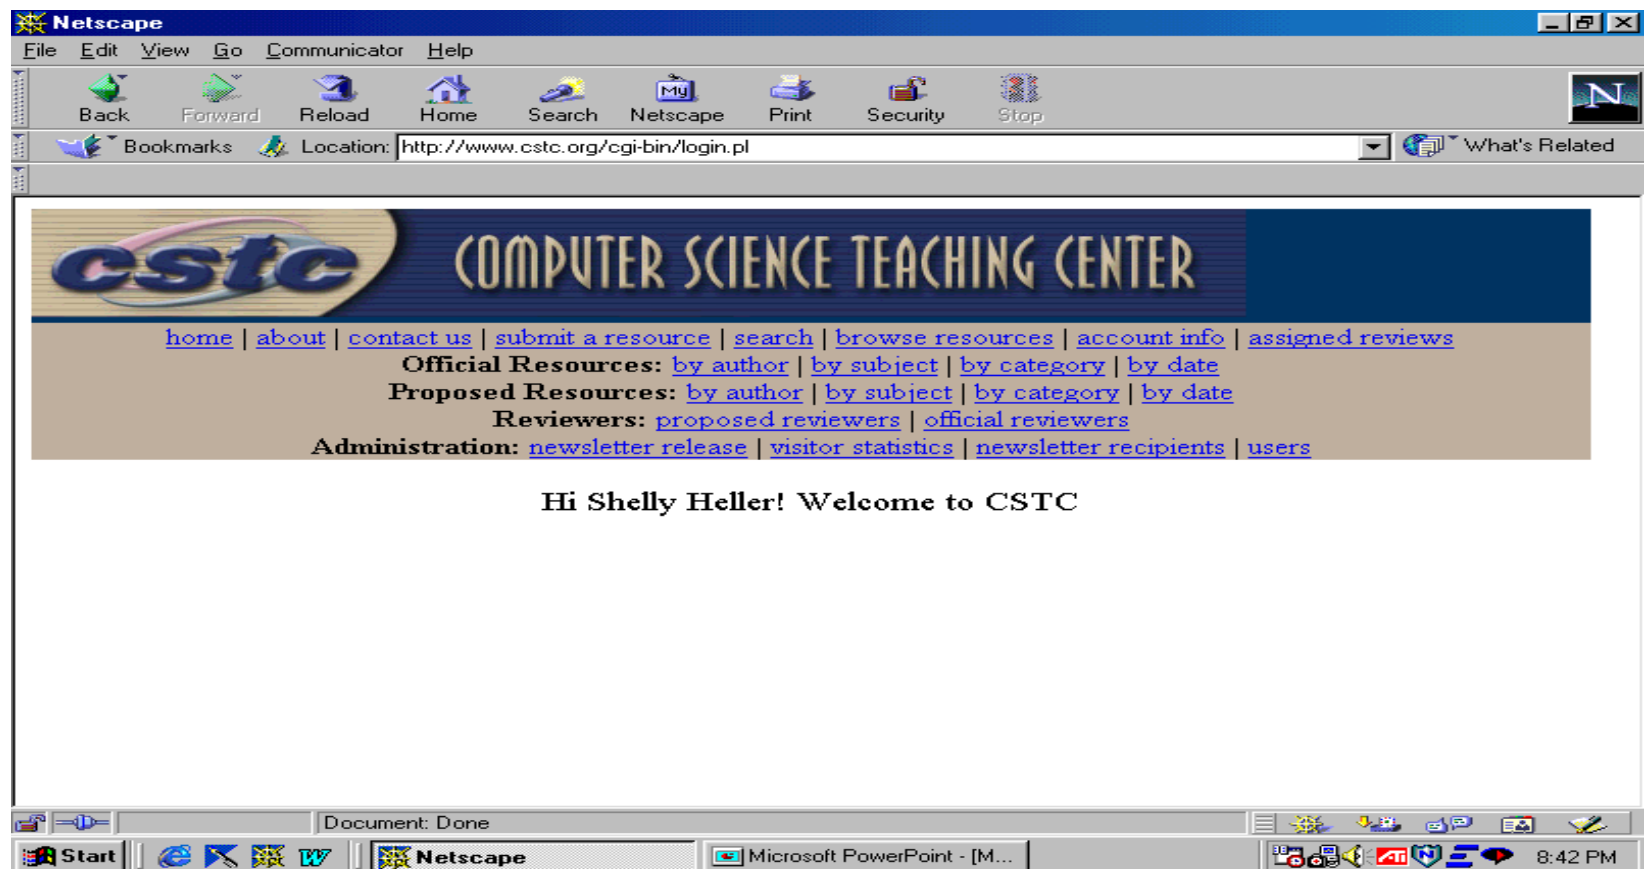 Netscape
File Edit View Go Communicator Help
My
N
Back Forward Reload Home Search Netscape Print Security Stop
Bookmarks Location: http://www.cstc.org/cgi-bin/login.pl What's Related
cstc COMPUTER SCIENCE TEACHING CENTER
home | about | contact us | submit a resource | search | browse resources | account info | assigned reviews
Official Resources: by author | by subject | by category | by date
Proposed Resources: by author | by subject | by category | by date
Reviewers: proposed reviewers | official reviewers
Administration: newsletter release | visitor statistics | newsletter recipients | users
Hi Shelly Heller! Welcome to CSTC
Document: Done
Start Netscape Microsoft PowerPoint - [M... 8:42 PM